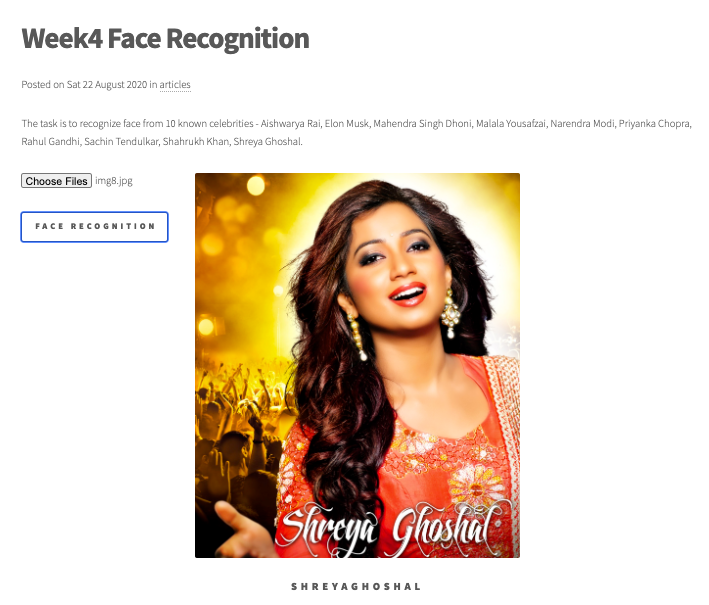 Week4 Face Recognition
Posted on Sat 22 August 2020 in articles
The task is to recognize face from 10 known celebrities - Aishwarya Rai, Elon Musk, Mahendra Singh Dhoni, Malala Yousafzai, Narendra Modi, Priyanka Chopra,
Rahul Gandhi, Sachin Tendulkar, Shahrukh Khan, Shreya Ghoshal.
Choose Files img8.jpg
FACE RECOGNITION
Shreya Ghoshal
SHREYAGHOSHAL